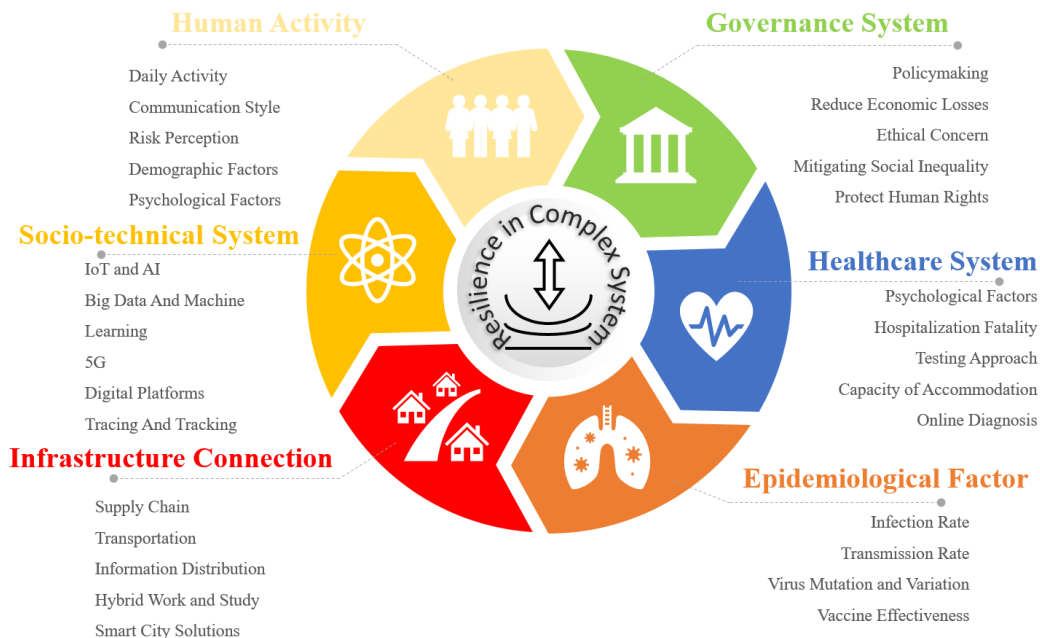 Human Activity
Daily Activity
Communication Style
Risk Perception
Demographic Factors
Psychological Factors
Socio-technical System
IoT and AI
Big Data And Machine
Learning
5G
Digital Platforms
Tracing And Tracking
Infrastructure Connection
Supply Chain
Transportation
Information Distribution
Hybrid Work and Study
Smart City Solutions
Resilience in Complex System
Governance System
Policymaking
Reduce Economic Losses
Ethical Concern
Mitigating Social Inequality
Protect Human Rights
Healthcare System
Psychological Factors
Hospitalization Fatality
Testing Approach
Capacity of Accommodation
Online Diagnosis
Epidemiological Factor
Infection Rate
Transmission Rate
Virus Mutation and Variation
Vaccine Effectiveness